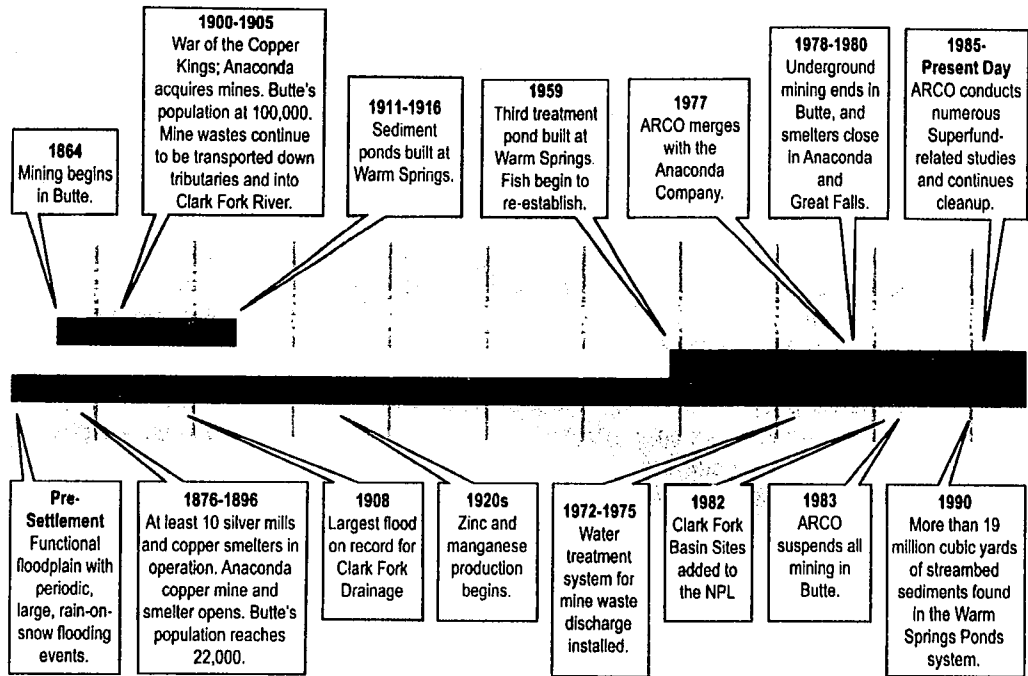 1864
Mining begins
in Butte.
1900-1905
War of the Copper
Kings; Anaconda
acquires mines. Butte's
population at 100,000.
Mine wastes continue
to be transported down
tributaries and into
Clark Fork River.
1911-1916
Sediment
ponds built at
Warm Springs.
1959
Third treatment
pond built at
Warm Springs.
Fish begin to
re-establish.
1977
ARCO merges
with the
Anaconda
Company.
1978-1980
Underground
mining ends in
Butte, and
smelters close
in Anaconda
and
Great Falls.
1985-
Present Day
ARCO conducts
numerous
Superfund-
related studies
and continues
cleanup.
Pre-
Settlement
Functional
floodplain with
periodic,
large, rain-on-
snow flooding
events.
1876-1896
At least 10 silver mills
and copper smelters in
operation. Anaconda
copper mine and
smelter opens. Butte's
population reaches
22,000.
1908
Largest flood
on record for
Clark Fork
Drainage
1920s
Zinc and
manganese
production
begins.
1972-1975
Water
treatment
system for
mine waste
discharge
installed.
1982
Clark Fork
Basin Sites
added to
the NPL
1983
ARCO
suspends all
mining in
Butte.
1990
More than 19
million cubic yards
of streambed
sediments found
in the Warm
Springs Ponds
system.